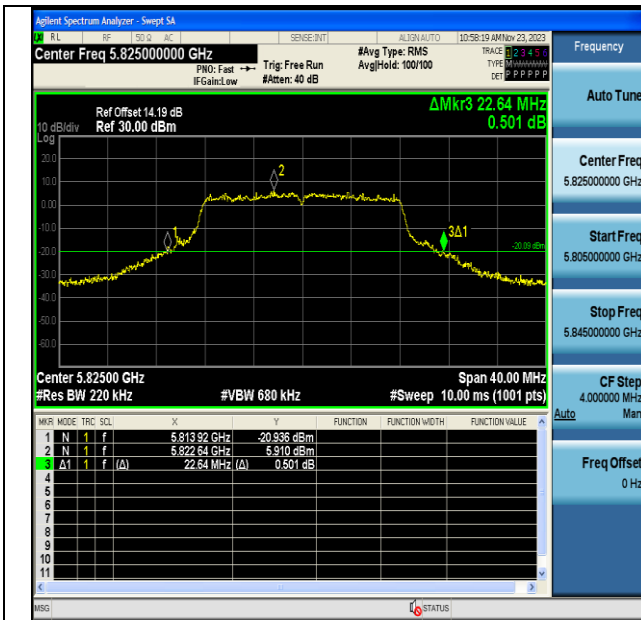 Agilent Spectrum Analyzer - Swept SA
RL RF 50 Ω AC SENSE:INT ALIGN AUTO 10:58:19 AM Nov 23, 2023
Center Freq 5.825000000 GHz
PNO: Fast
IFGain:Low
Trig: Free Run
#Atten: 40 dB
#Avg Type: RMS
Avg|Hold: 100/100
TRACE 1 2 3 4 5 6
TYPE MWWWWW
DET P P P P P P
ΔMkr3 22.64 MHz
0.501 dB
Ref Offset 14.19 dB
10 dB/div Ref 30.00 dBm
Log
20.0
10.0
0.00
-10.0
-20.0
-30.0
-40.0
-50.0
-60.0
1
2
3Δ1
-20.09 dBm
Center 5.82500 GHz Span 40.00 MHz
#Res BW 220 kHz #VBW 680 kHz #Sweep 10.00 ms (1001 pts)
MKR MODE TRC SCL X Y FUNCTION FUNCTION WIDTH FUNCTION VALUE
1 N 1 f 5.813 92 GHz -20.936 dBm
2 N 1 f 5.822 64 GHz 5.910 dBm
3 Δ1 1 f (Δ) 22.64 MHz (Δ) 0.501 dB
4
5
6
7
8
9
10
11
MSG STATUS
Frequency
Auto Tune
Center Freq
5.825000000 GHz
Start Freq
5.805000000 GHz
Stop Freq
5.845000000 GHz
CF Step
4.000000 MHz
Auto Man
Freq Offset
0 Hz